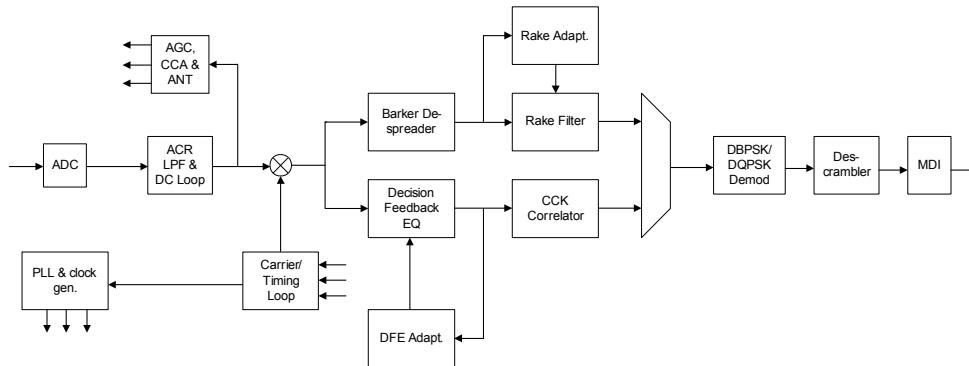 AGC,
CCA &
ANT
Rake Adapt.
Barker De-
spreader
Rake Filter
ADC
ACR
LPF &
DC Loop
DBPSK/
DQPSK
Demod
Des-
crambler
MDI
Decision
Feedback
EQ
CCK
Correlator
PLL & clock
gen.
Carrier/
Timing
Loop
DFE Adapt.